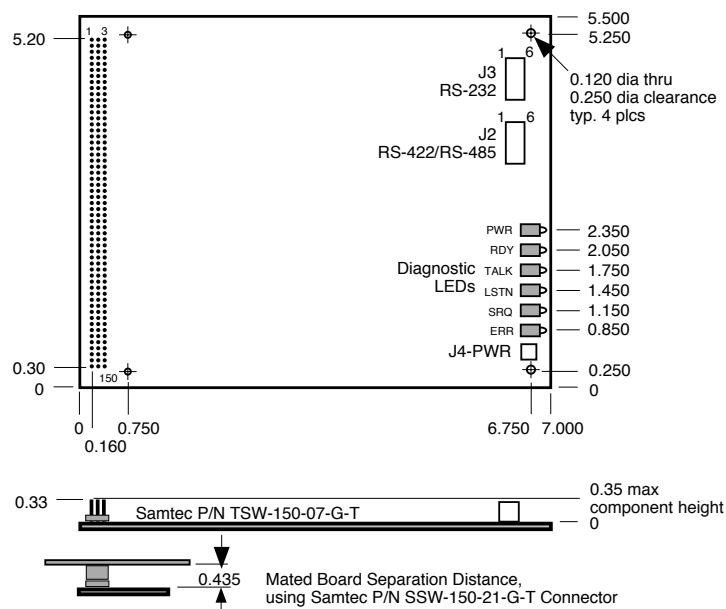 5.20
1 3
5.500
5.250
1 6
J3
RS-232
0.120 dia thru
0.250 dia clearance
typ. 4 plcs
1 6
J2
RS-422/RS-485
PWR
2.350
RDY
2.050
Diagnostic
LEDs
TALK
1.750
LSTN
1.450
SRQ
1.150
ERR
0.850
J4-PWR
0.30
150
0.250
0
0
0
0.750
0.160
6.750
7.000
0.33
Samtec P/N TSW-150-07-G-T
0.35 max
component height
0
0.435
Mated Board Separation Distance,
using Samtec P/N SSW-150-21-G-T Connector